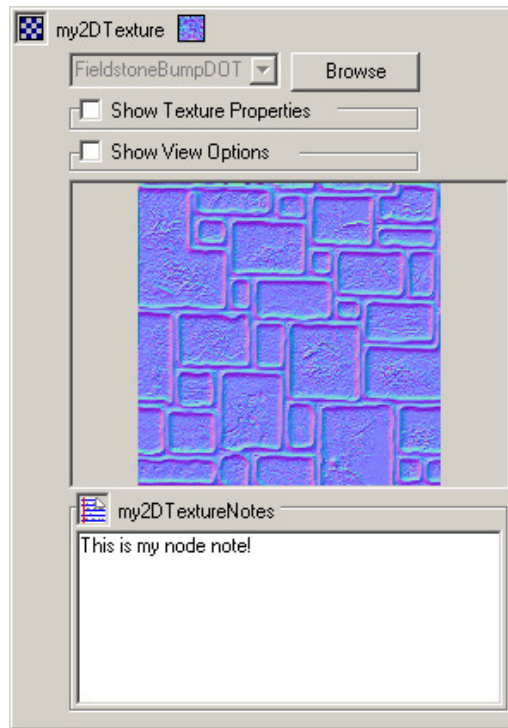 my2DTexture
FieldstoneBumpDOT
Browse
Show Texture Properties
Show View Options
my2DTextureNotes
This is my node note!